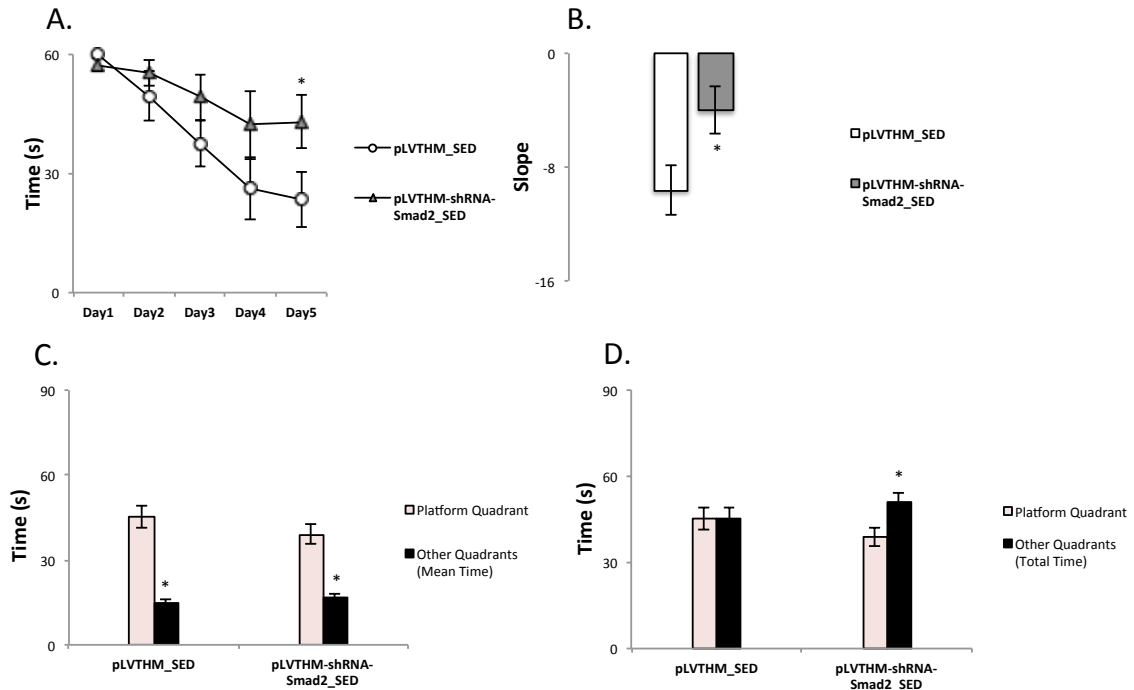 A.
60
30
0
Time (s)
*
Day1 Day2 Day3 Day4 Day5
pLVTHM_SED
pLVTHM-shRNA-
Smad2_SED
B.
0
-8
-16
Slope
*
pLVTHM_SED
pLVTHM-shRNA-
Smad2_SED
C.
90
60
30
0
Time (s)
*
*
pLVTHM_SED
pLVTHM-shRNA-
Smad2_SED
Platform Quadrant
Other Quadrants
(Mean Time)
D.
90
60
30
0
Time (s)
*
pLVTHM_SED
pLVTHM-shRNA-
Smad2_SED
Platform Quadrant
Other Quadrants
(Total Time)